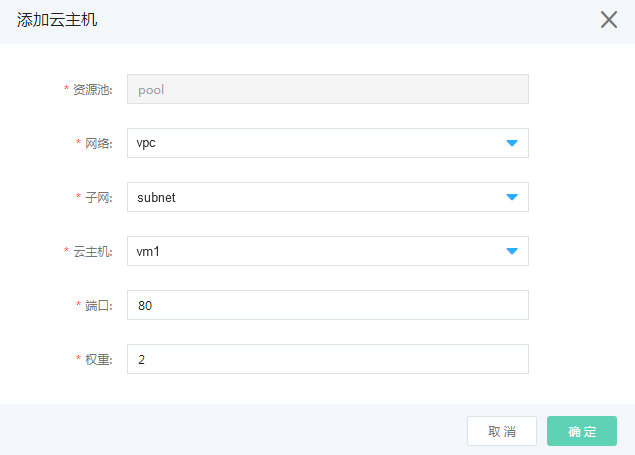 添加云主机
* 资源池: pool
* 网络: vpc
* 子网: subnet
* 云主机: vm1
* 端口: 80
* 权重: 2
取消 确定